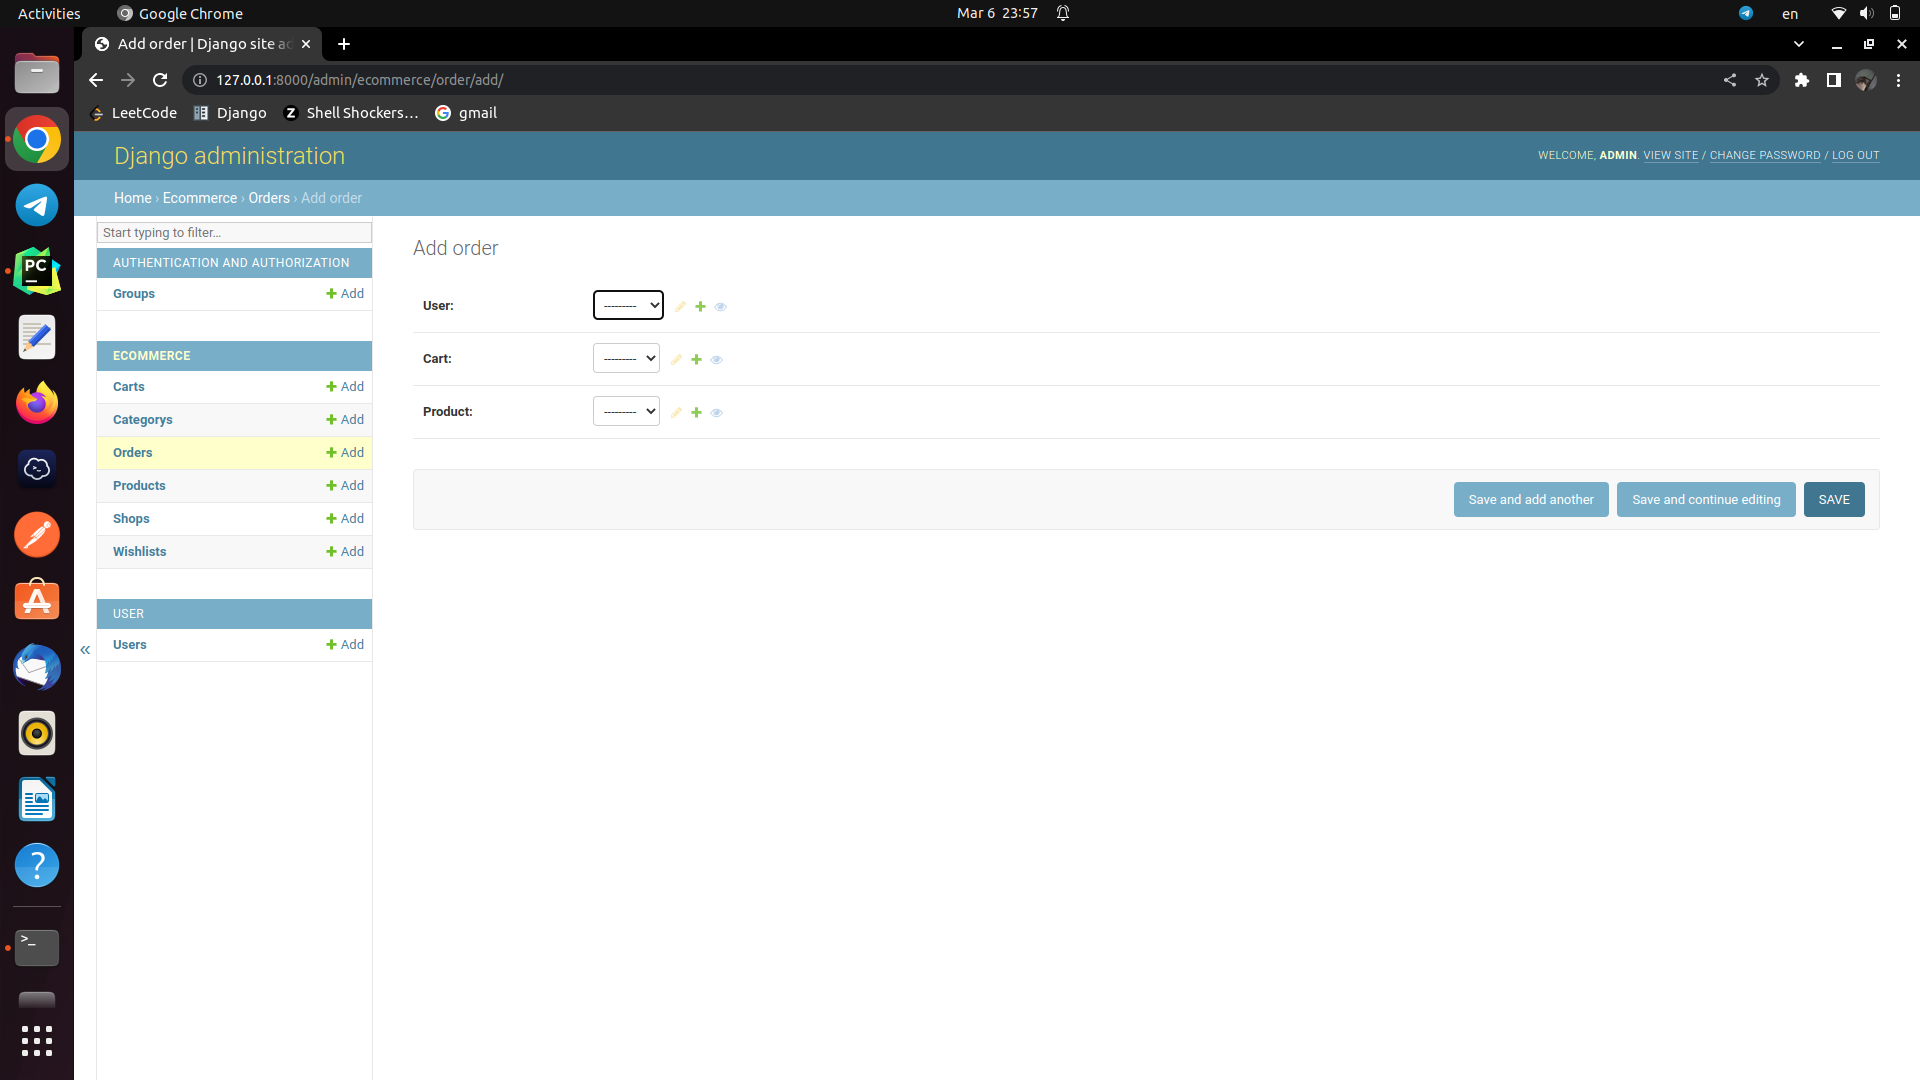 Activities Google Chrome Mar 6 23:57 en
Add order | Django site ad
127.0.0.1:8000/admin/ecommerce/order/add/
LeetCode Django Shell Shockers… gmail
Django administration
WELCOME, ADMIN. VIEW SITE / CHANGE PASSWORD / LOG OUT
Home › Ecommerce › Orders › Add order
Start typing to filter…
AUTHENTICATION AND AUTHORIZATION
Groups Add
ECOMMERCE
Carts Add
Categorys Add
Orders Add
Products Add
Shops Add
Wishlists Add
USER
Users Add
«
Add order
User: ---------
Cart: ---------
Product: ---------
Save and add another Save and continue editing SAVE
PC
>_
?